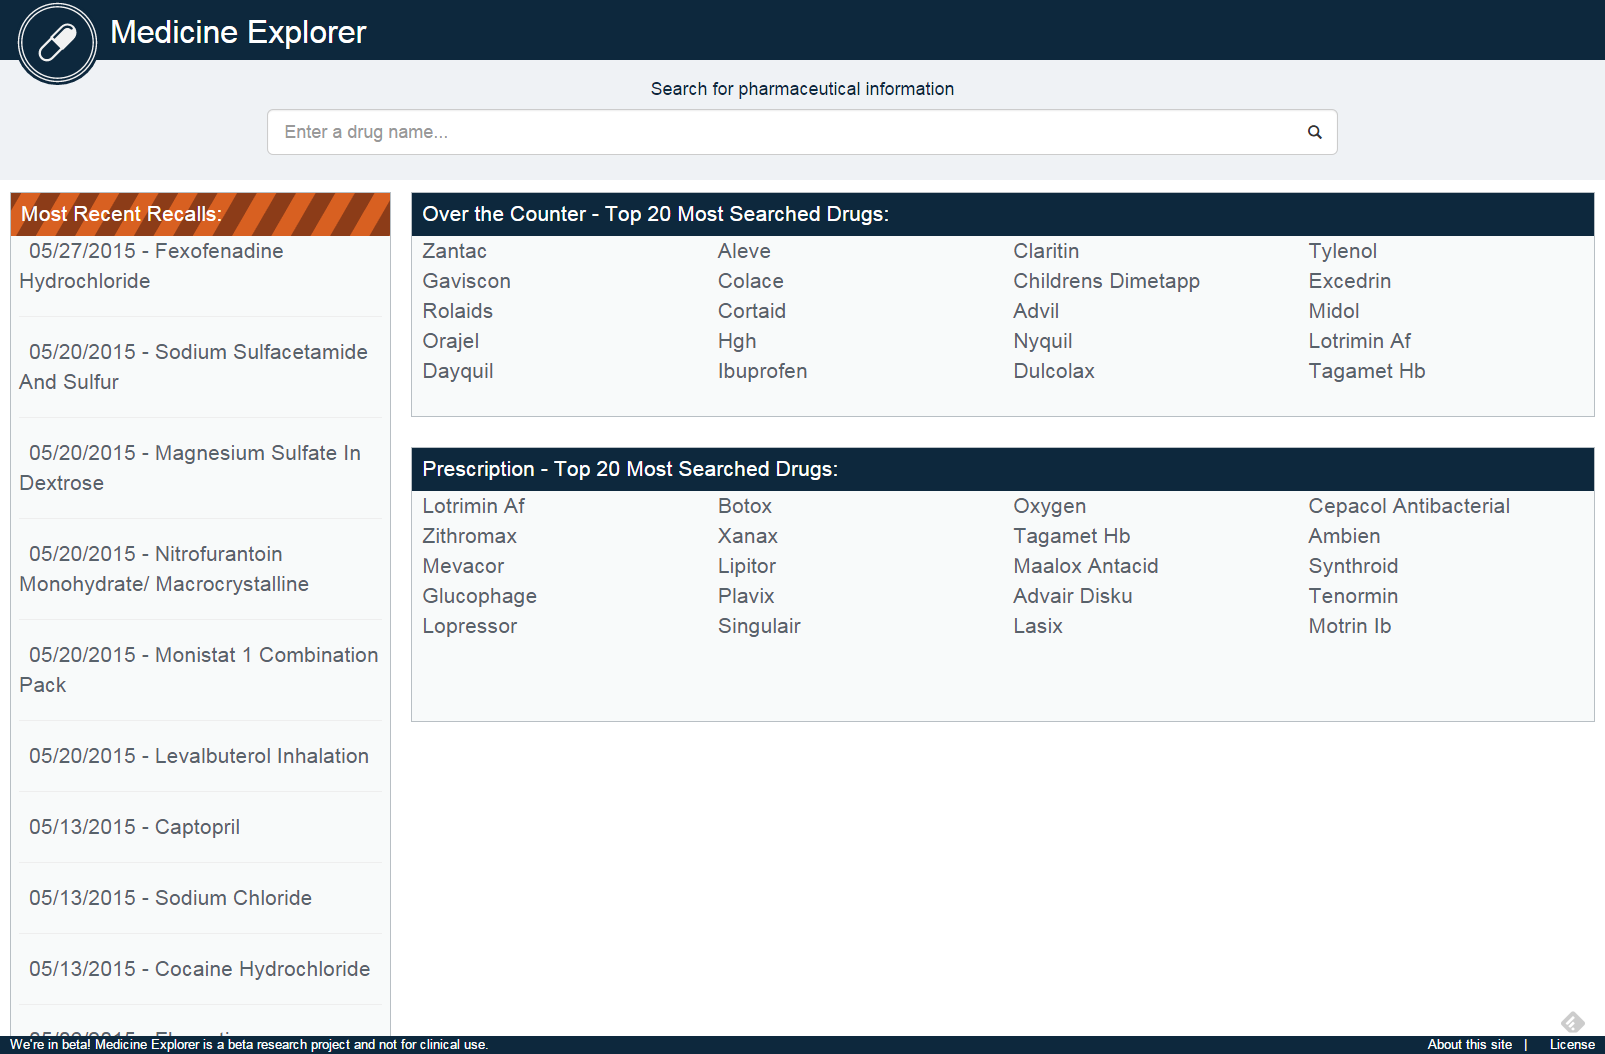 Medicine Explorer
Search for pharmaceutical information
Enter a drug name...
Most Recent Recalls:
05/27/2015 - Fexofenadine
Hydrochloride
05/20/2015 - Sodium Sulfacetamide
And Sulfur
05/20/2015 - Magnesium Sulfate In
Dextrose
05/20/2015 - Nitrofurantoin
Monohydrate/ Macrocrystalline
05/20/2015 - Monistat 1 Combination
Pack
05/20/2015 - Levalbuterol Inhalation
05/13/2015 - Captopril
05/13/2015 - Sodium Chloride
05/13/2015 - Cocaine Hydrochloride
Over the Counter - Top 20 Most Searched Drugs:
Zantac Aleve Claritin Tylenol
Gaviscon Colace Childrens Dimetapp Excedrin
Rolaids Cortaid Advil Midol
Orajel Hgh Nyquil Lotrimin Af
Dayquil Ibuprofen Dulcolax Tagamet Hb
Prescription - Top 20 Most Searched Drugs:
Lotrimin Af Botox Oxygen Cepacol Antibacterial
Zithromax Xanax Tagamet Hb Ambien
Mevacor Lipitor Maalox Antacid Synthroid
Glucophage Plavix Advair Disku Tenormin
Lopressor Singulair Lasix Motrin Ib
We're in beta! Medicine Explorer is a beta research project and not for clinical use.
About this site | License